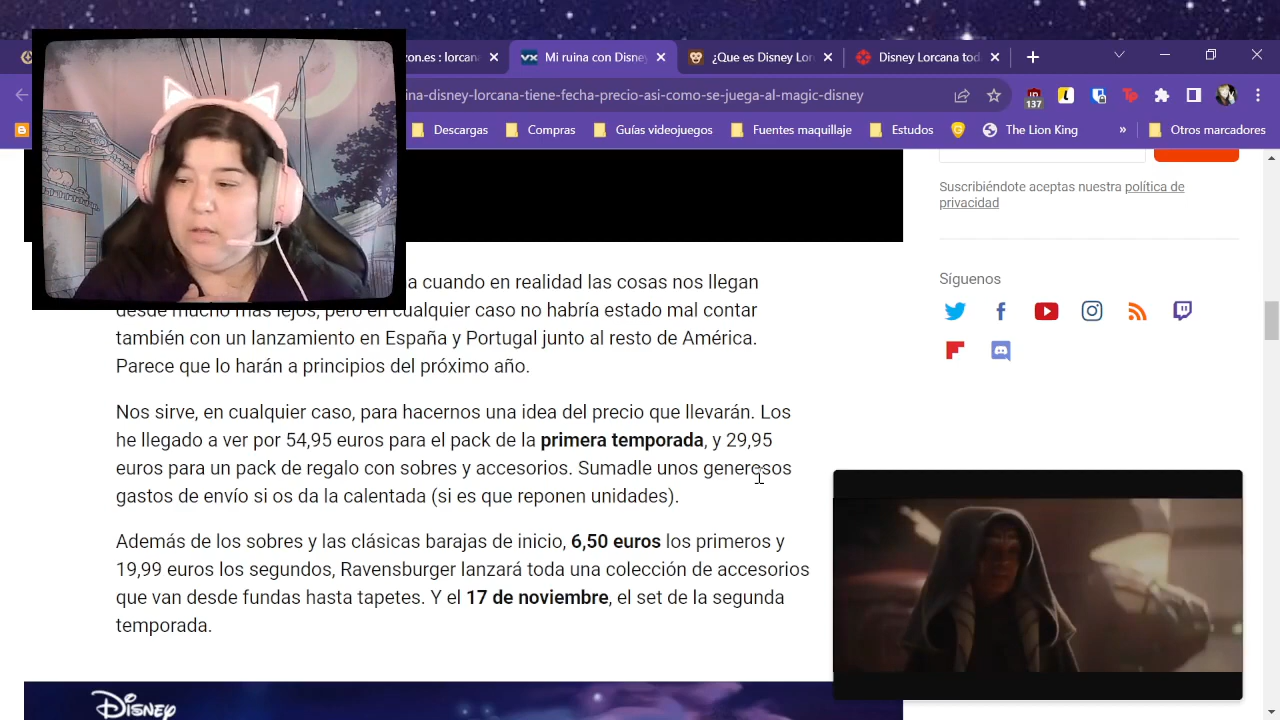 zon.es : lorcana
Mi ruina con Disne
¿Que es Disney Lor
Disney Lorcana tod
ina-disney-lorcana-tiene-fecha-precio-asi-como-se-juega-al-magic-disney
137
Descargas
Compras
Guías videojuegos
Fuentes maquillaje
Estudos
The Lion King
»
Otros marcadores
Suscribiéndote aceptas nuestra política de
privacidad
Síguenos
a cuando en realidad las cosas nos llegan
desde mucho más lejos, pero en cualquier caso no habría estado mal contar
también con un lanzamiento en España y Portugal junto al resto de América.
Parece que lo harán a principios del próximo año.
Nos sirve, en cualquier caso, para hacernos una idea del precio que llevarán. Los
he llegado a ver por 54,95 euros para el pack de la primera temporada, y 29,95
euros para un pack de regalo con sobres y accesorios. Sumadle unos generosos
gastos de envío si os da la calentada (si es que reponen unidades).
Además de los sobres y las clásicas barajas de inicio, 6,50 euros los primeros y
19,99 euros los segundos, Ravensburger lanzará toda una colección de accesorios
que van desde fundas hasta tapetes. Y el 17 de noviembre, el set de la segunda
temporada.
Disney